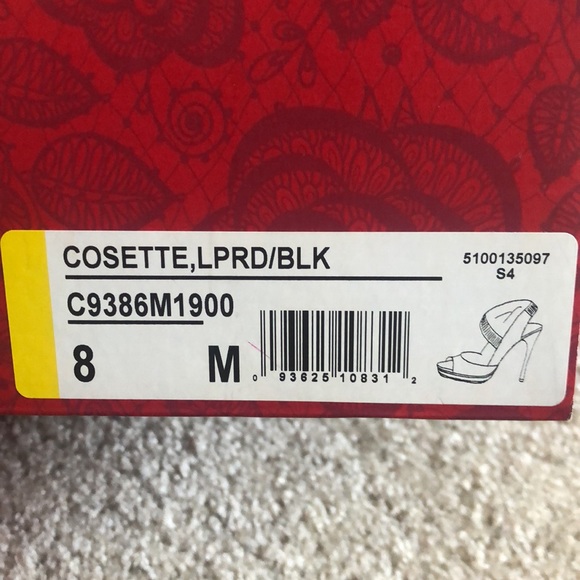 COSETTE,LPRD/BLK
5100135097
S4
C9386M1900
8 M
0 93625 10831 2